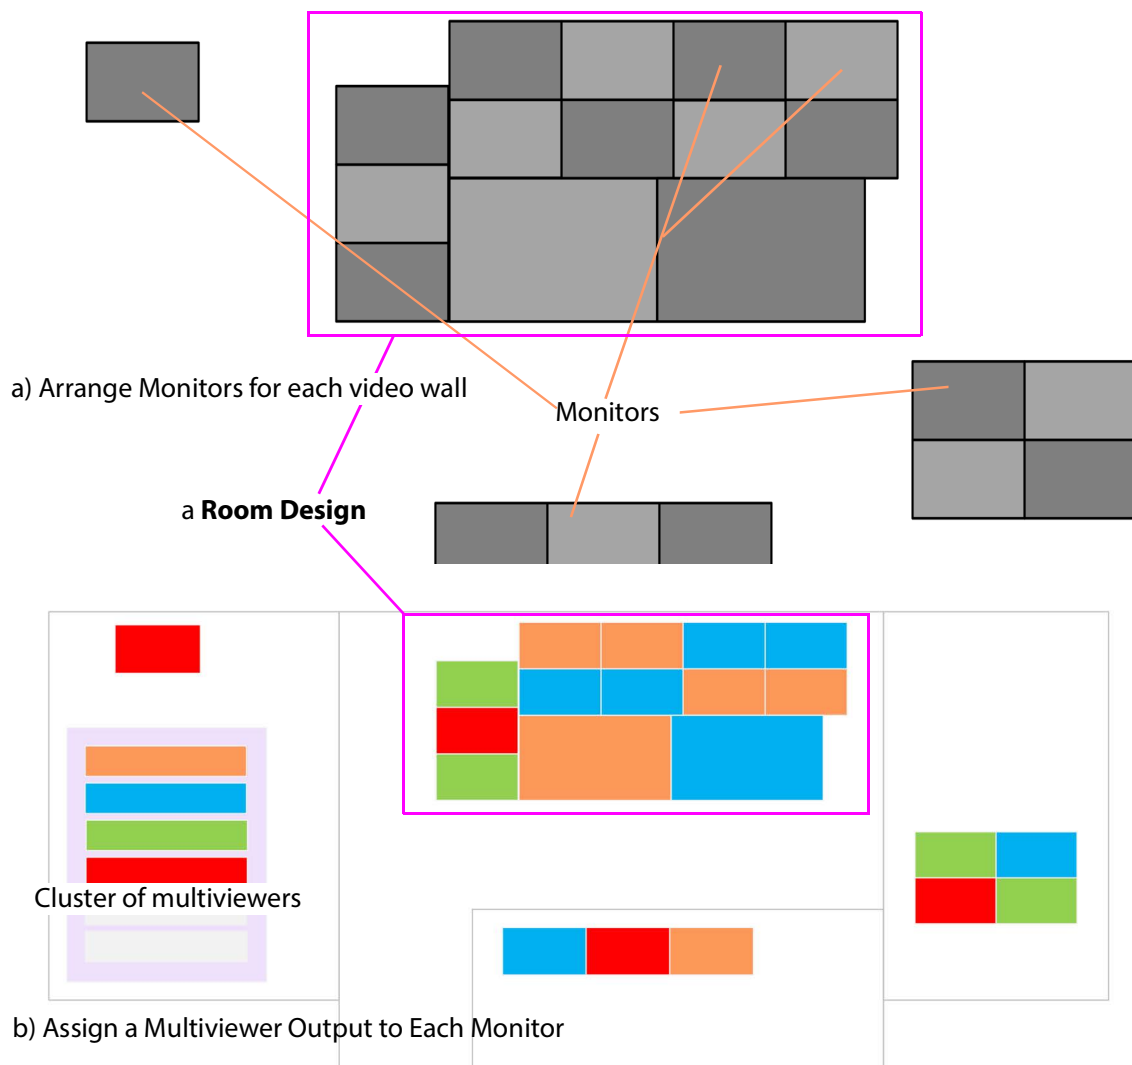 a) Arrange Monitors for each video wall
Monitors
a Room Design
Cluster of multiviewers
b) Assign a Multiviewer Output to Each Monitor